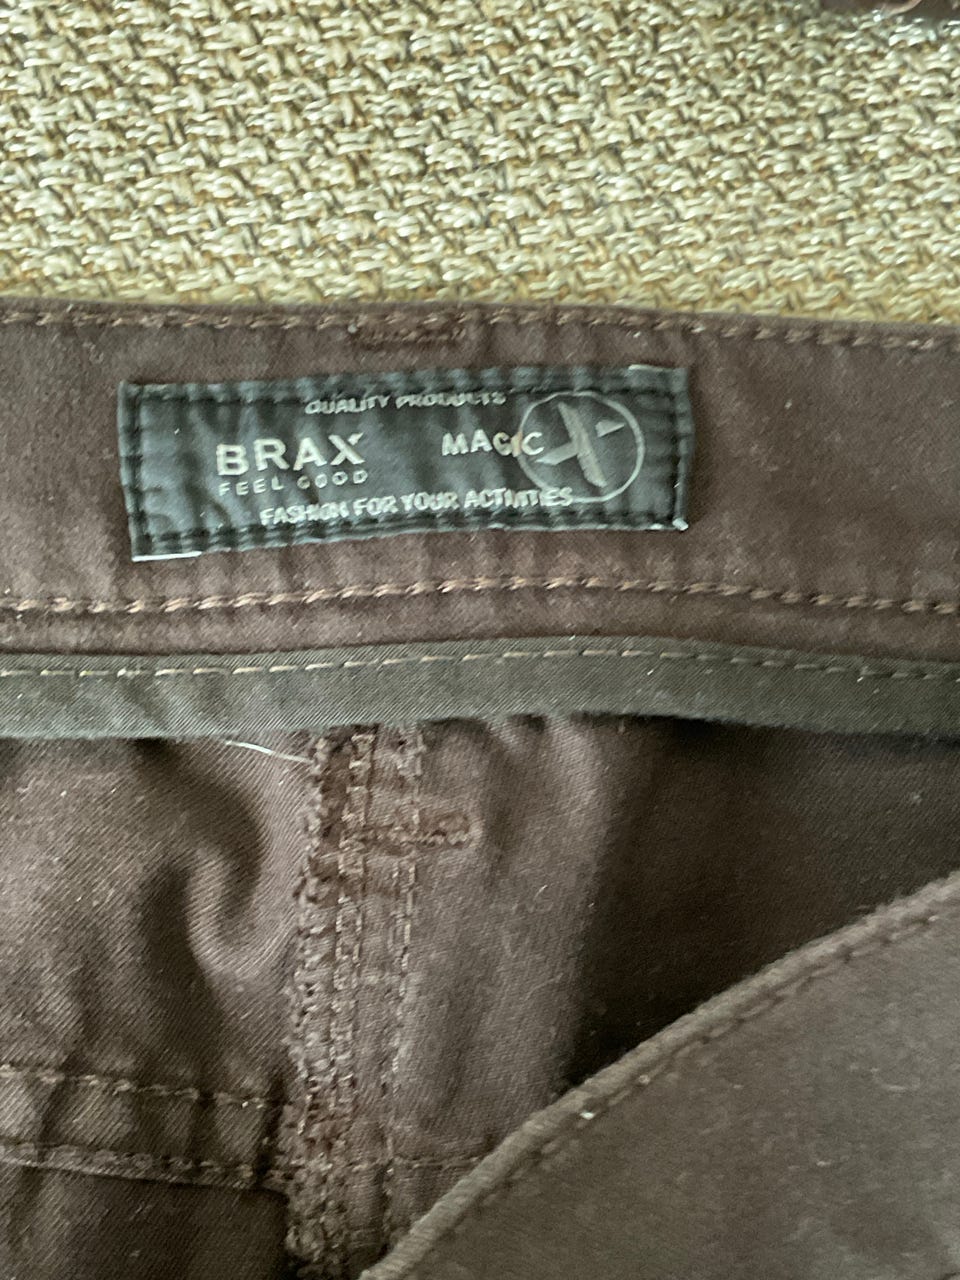 QUALITY PRODUCTS
BRAX MAGIC X
FEEL GOOD
FASHION FOR YOUR ACTIVITIES